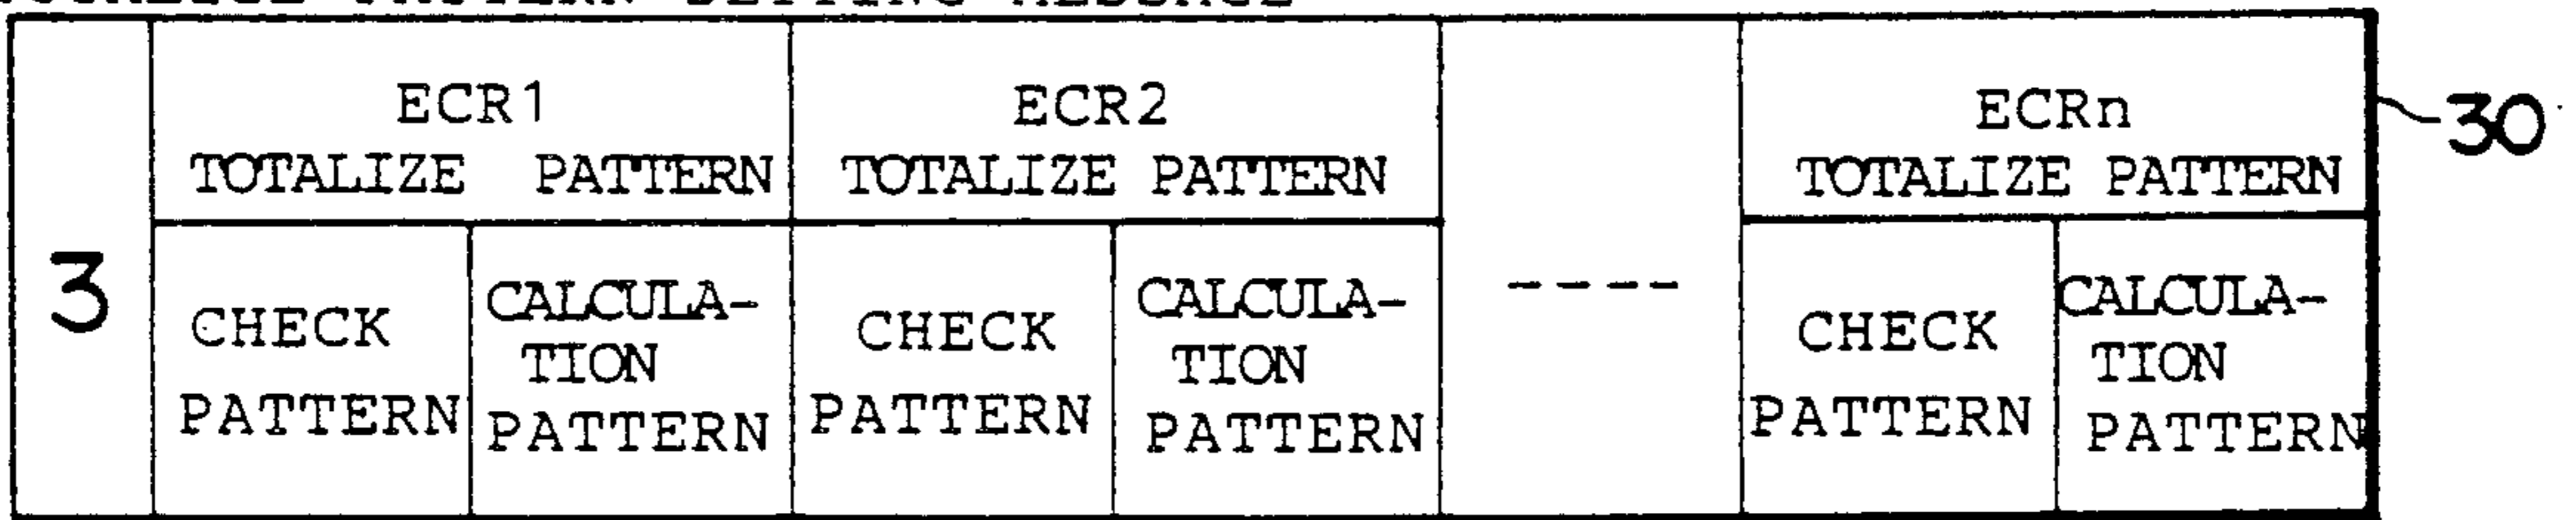 ECR1
TOTALIZE PATTERN
ECR2
TOTALIZE PATTERN
ECRn
TOTALIZE PATTERN
30
3
CHECK
PATTERN
CALCULA-
TION
PATTERN
CHECK
PATTERN
CALCULA-
TION
PATTERN
----
CHECK
PATTERN
CALCULA-
TION
PATTERN